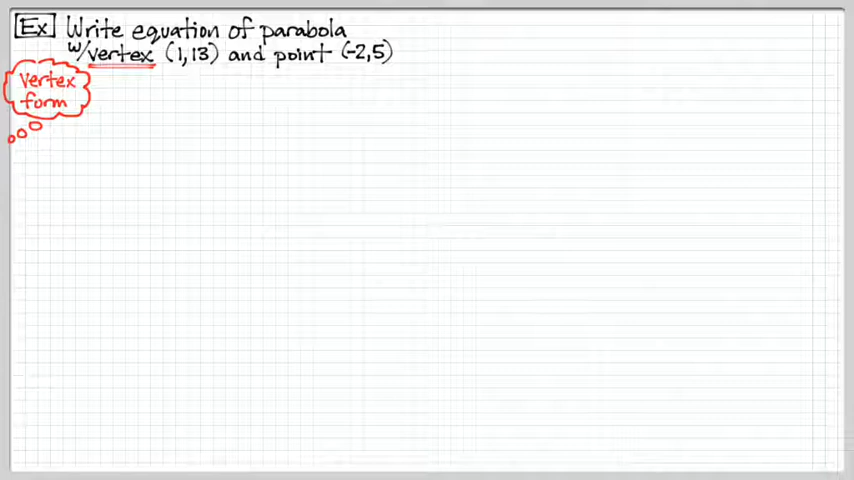 Ex Write equation of parabola
w/vertex (1,13) and point (-2,5)
Vertex
form